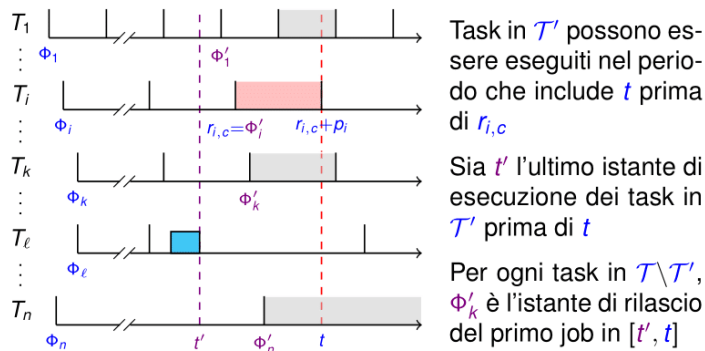 T₁
Φ₁
Φ′₁
⋮
Tᵢ
Φᵢ
rᵢ,c=Φ′ᵢ
rᵢ,c+pᵢ
⋮
Tₖ
Φₖ
Φ′ₖ
⋮
Tℓ
Φℓ
⋮
Tₙ
Φₙ
t′
Φ′ₙ
t
Task in 𝒯′ possono es-
sere eseguiti nel perio-
do che include t prima
di rᵢ,c
Sia t′ l'ultimo istante di
esecuzione dei task in
𝒯′ prima di t
Per ogni task in 𝒯\𝒯′,
Φ′ₖ è l'istante di rilascio
del primo job in [t′, t]